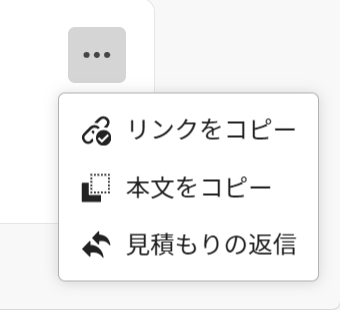 リンクをコピー
本文をコピー
見積もりの返信